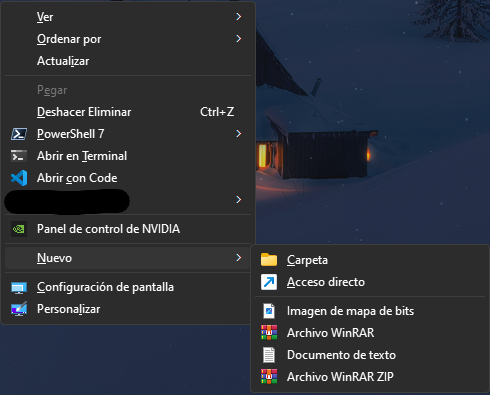 Ver
Ordenar por
Actualizar
Pegar
Deshacer Eliminar Ctrl+Z
PowerShell 7
Abrir en Terminal
Abrir con Code
Panel de control de NVIDIA
Nuevo
Configuración de pantalla
Personalizar
Carpeta
Acceso directo
Imagen de mapa de bits
Archivo WinRAR
Documento de texto
Archivo WinRAR ZIP